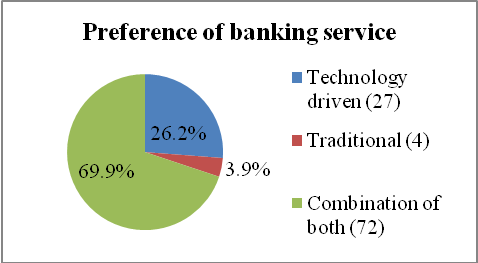 Preference of banking service
Technology
driven (27)
Traditional (4)
Combination of
both (72)
26.2%
3.9%
69.9%